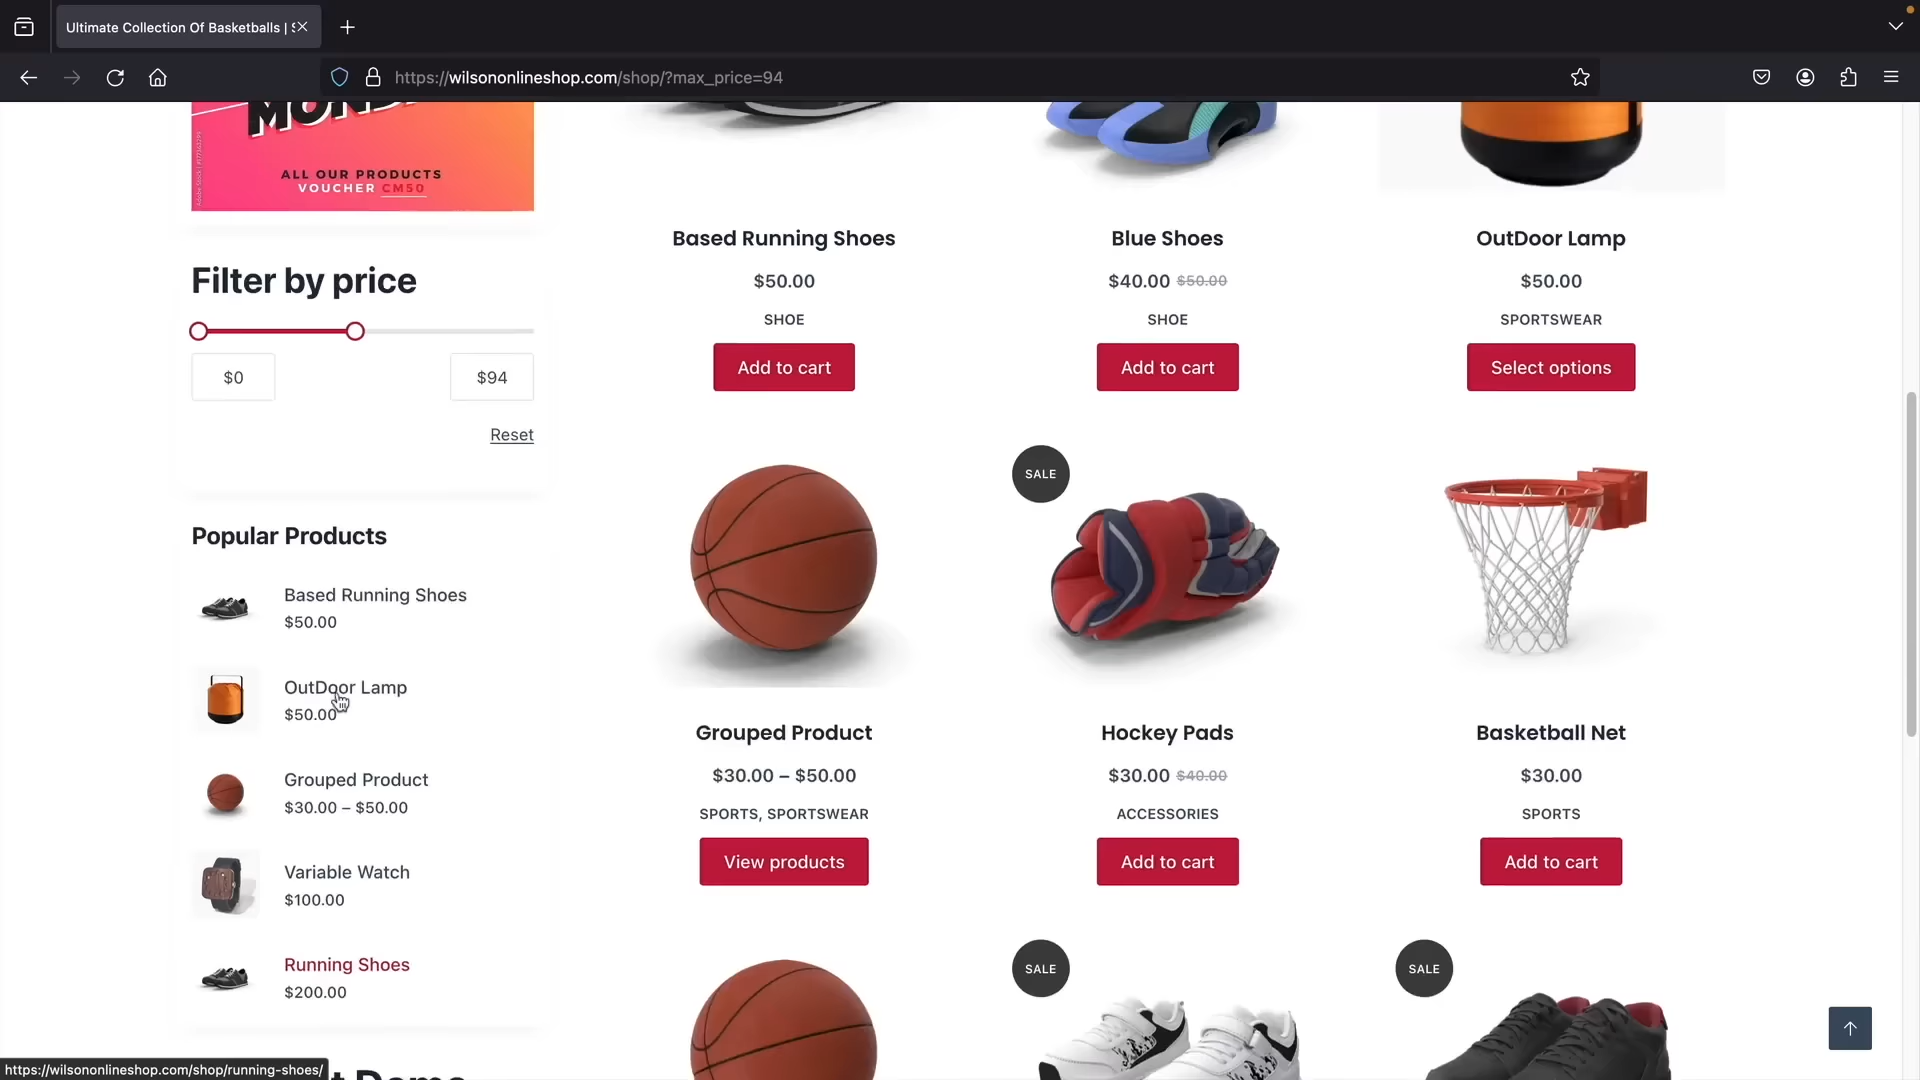 Ultimate Collection Of Basketballs | S
https://wilsononlineshop.com/shop/?max_price=94
ALL OUR PRODUCTS
VOUCHER CM50
Filter by price
$0
$94
Reset
Popular Products
Based Running Shoes
$50.00
OutDoor Lamp
$50.00
Grouped Product
$30.00 – $50.00
Variable Watch
$100.00
Running Shoes
$200.00
Based Running Shoes
$50.00
SHOE
Add to cart
Blue Shoes
$40.00 $50.00
SHOE
Add to cart
OutDoor Lamp
$50.00
SPORTSWEAR
Select options
Grouped Product
$30.00 – $50.00
SPORTS, SPORTSWEAR
View products
SALE
Hockey Pads
$30.00 $40.00
ACCESSORIES
Add to cart
Basketball Net
$30.00
SPORTS
Add to cart
SALE
SALE
https://wilsononlineshop.com/shop/running-shoes/